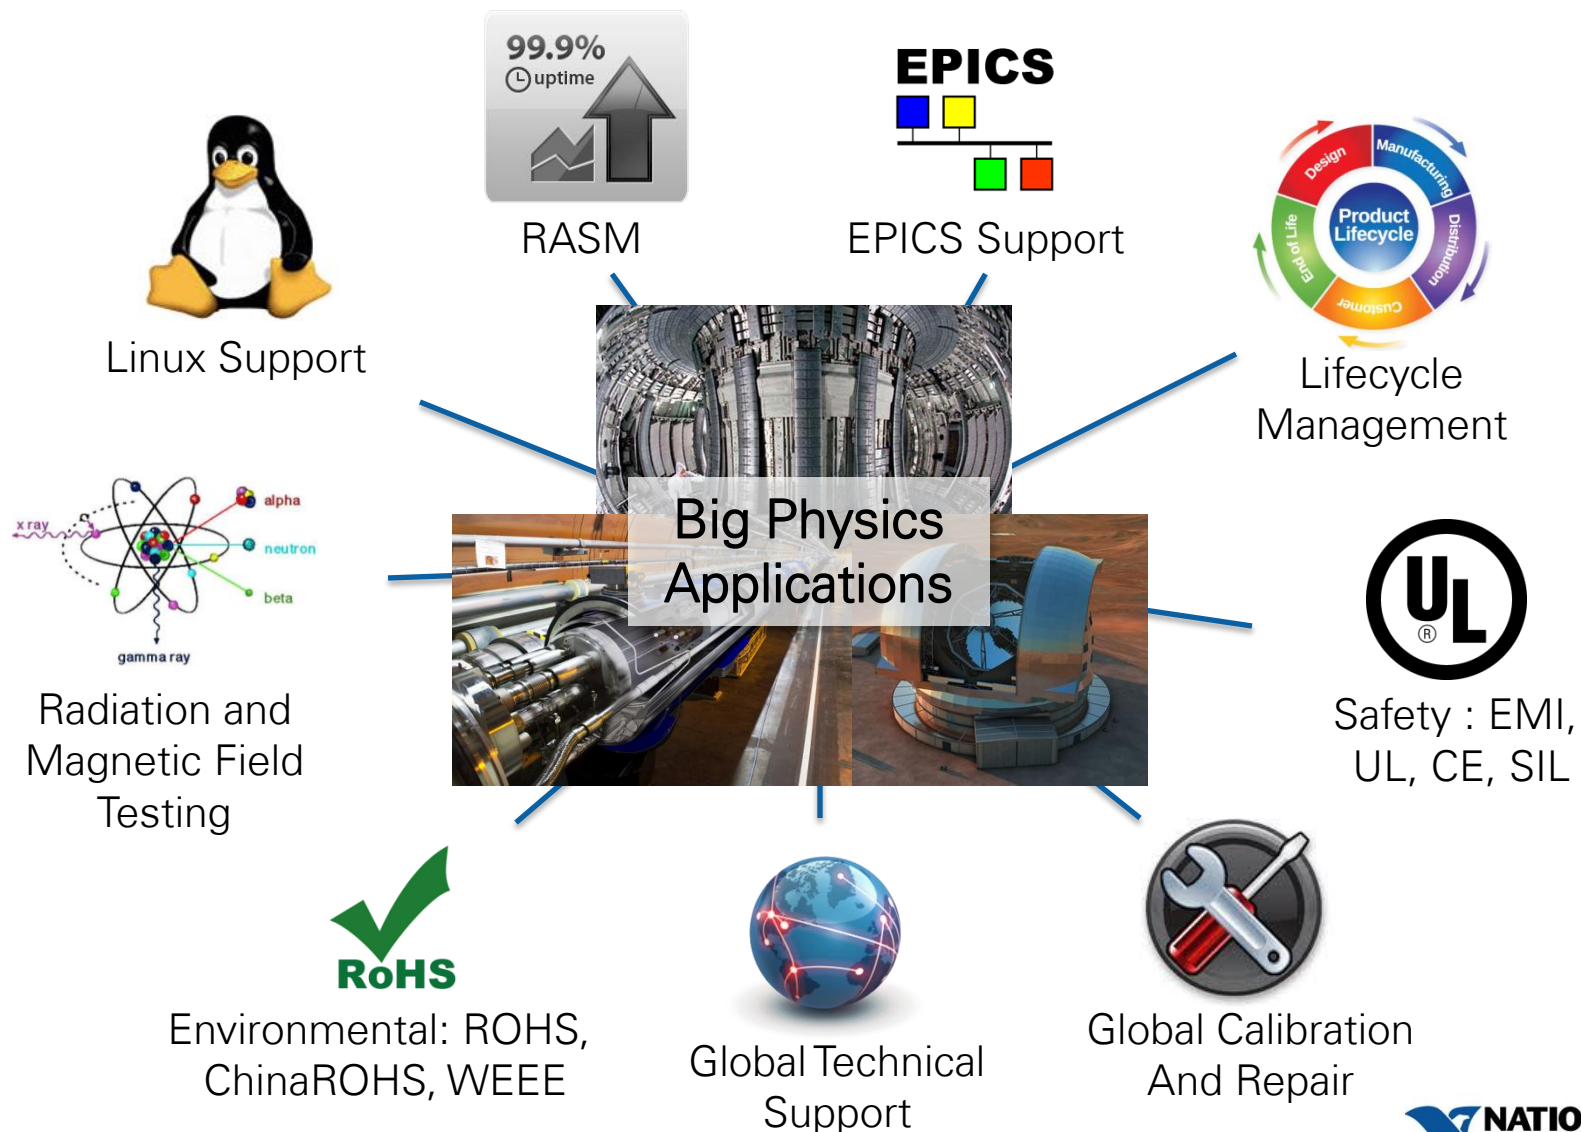 99.9%
uptime
RASM
EPICS
EPICS Support
Linux Support
Design
Manufacturing
Distribution
Customer
End of Life
Product
Lifecycle
Lifecycle
Management
x ray
alpha
neutron
beta
gamma ray
Radiation and
Magnetic Field
Testing
Big Physics
Applications
UL
®
Safety : EMI,
UL, CE, SIL
RoHS
Environmental: ROHS,
ChinaROHS, WEEE
Global Technical
Support
Global Calibration
And Repair
NATIO